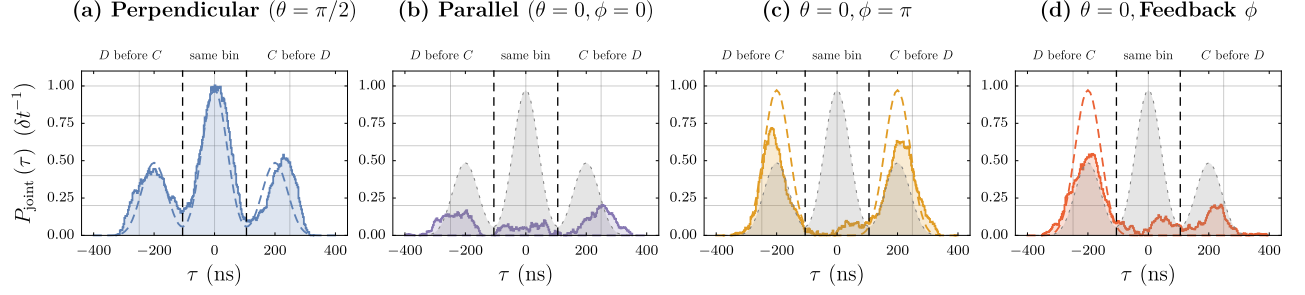 (a) Perpendicular (θ = π/2)
(b) Parallel (θ = 0, ϕ = 0)
(c) θ = 0, ϕ = π
(d) θ = 0, Feedback ϕ
D before C same bin C before D
D before C same bin C before D
D before C same bin C before D
D before C same bin C before D
P_joint(τ) (δt⁻¹)
1.00
0.75
0.50
0.25
0.00
−400 −200 0 200 400
τ (ns)
1.00
0.75
0.50
0.25
0.00
−400 −200 0 200 400
τ (ns)
1.00
0.75
0.50
0.25
0.00
−400 −200 0 200 400
τ (ns)
1.00
0.75
0.50
0.25
0.00
−400 −200 0 200 400
τ (ns)